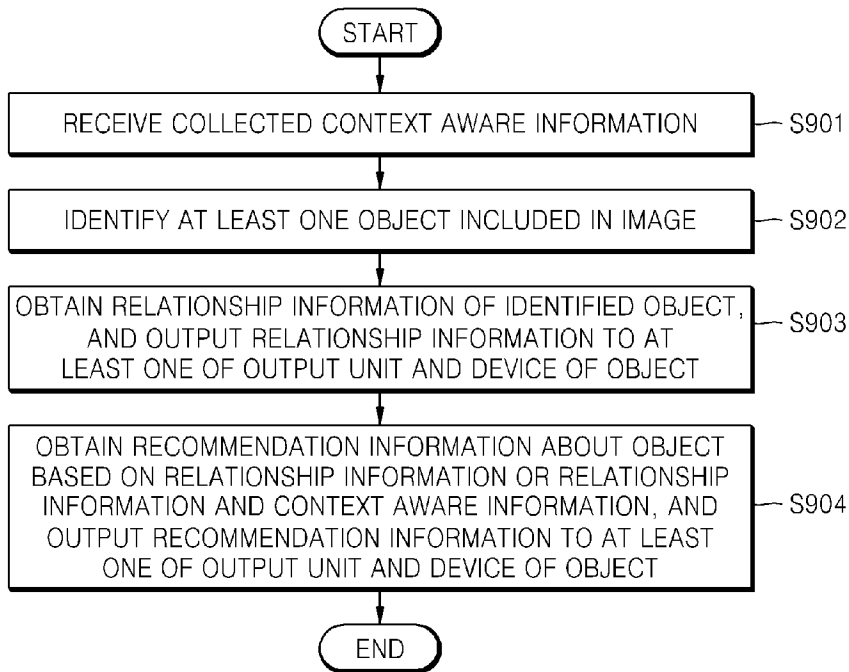 START
RECEIVE COLLECTED CONTEXT AWARE INFORMATION
S901
IDENTIFY AT LEAST ONE OBJECT INCLUDED IN IMAGE
S902
OBTAIN RELATIONSHIP INFORMATION OF IDENTIFIED OBJECT,
AND OUTPUT RELATIONSHIP INFORMATION TO AT
LEAST ONE OF OUTPUT UNIT AND DEVICE OF OBJECT
S903
OBTAIN RECOMMENDATION INFORMATION ABOUT OBJECT
BASED ON RELATIONSHIP INFORMATION OR RELATIONSHIP
INFORMATION AND CONTEXT AWARE INFORMATION, AND
OUTPUT RECOMMENDATION INFORMATION TO AT LEAST
ONE OF OUTPUT UNIT AND DEVICE OF OBJECT
S904
END